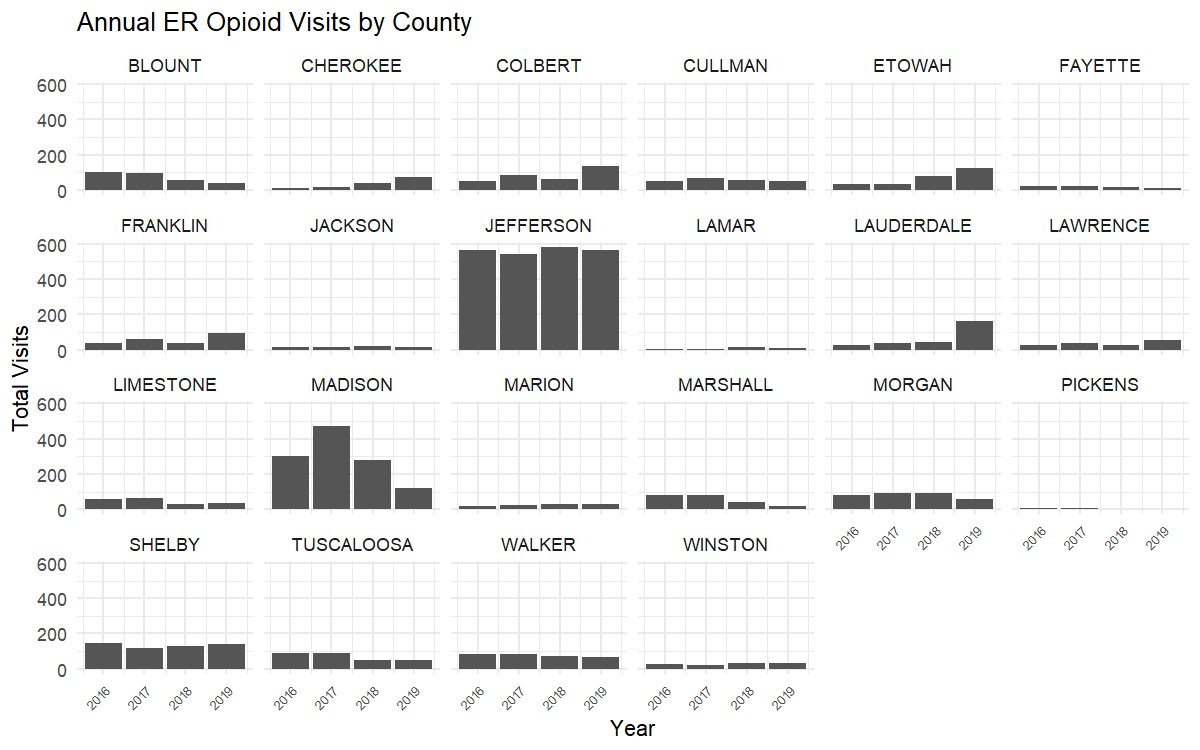 Annual ER Opioid Visits by County
BLOUNT CHEROKEE COLBERT CULLMAN ETOWAH FAYETTE
600
400
200
0
FRANKLIN JACKSON JEFFERSON LAMAR LAUDERDALE LAWRENCE
600
400
200
0
Total Visits
LIMESTONE MADISON MARION MARSHALL MORGAN PICKENS
600
400
200
0
2016 2017 2018 2019 2016 2017 2018 2019
SHELBY TUSCALOOSA WALKER WINSTON
600
400
200
0
2016 2017 2018 2019 2016 2017 2018 2019 2016 2017 2018 2019 2016 2017 2018 2019
Year